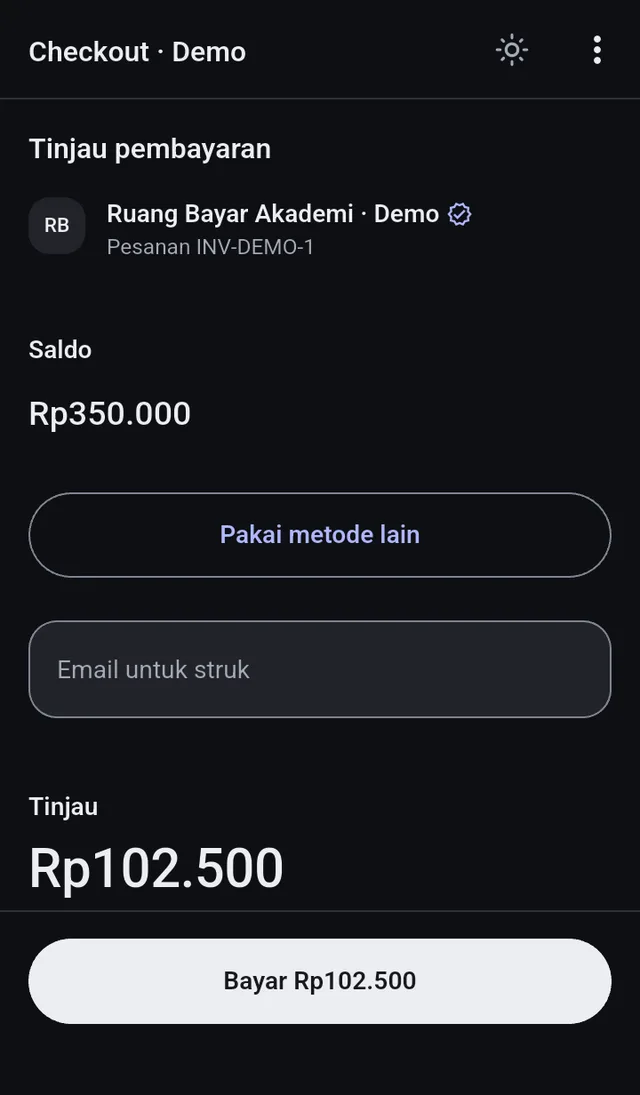 Checkout · Demo
Tinjau pembayaran
RB
Ruang Bayar Akademi · Demo
Pesanan INV-DEMO-1
Saldo
Rp350.000
Pakai metode lain
Email untuk struk
Tinjau
Rp102.500
Bayar Rp102.500